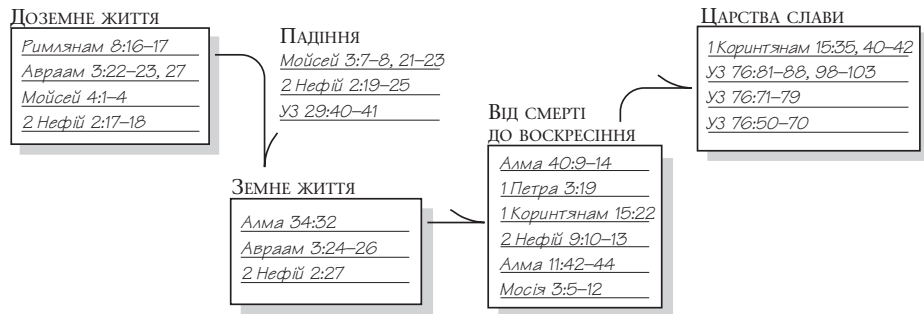 ДОЗЕМНЕ ЖИТТЯ
Римлянам 8:16–17
Авраам 3:22–23, 27
Мойсей 4:1–4
2 Нефій 2:17–18
ПАДІННЯ
Мойсей 3:7–8, 21–23
2 Нефій 2:19–25
УЗ 29:40–41
ЗЕМНЕ ЖИТТЯ
Алма 34:32
Авраам 3:24–26
2 Нефій 2:27
ВІД СМЕРТІ
ДО ВОСКРЕСІННЯ
Алма 40:9–14
1 Петра 3:19
1 Коринтянам 15:22
2 Нефій 9:10–13
Алма 11:42–44
Мосія 3:5–12
ЦАРСТВА СЛАВИ
1 Коринтянам 15:35, 40–42
УЗ 76:81–88, 98–103
УЗ 76:71–79
УЗ 76:50–70